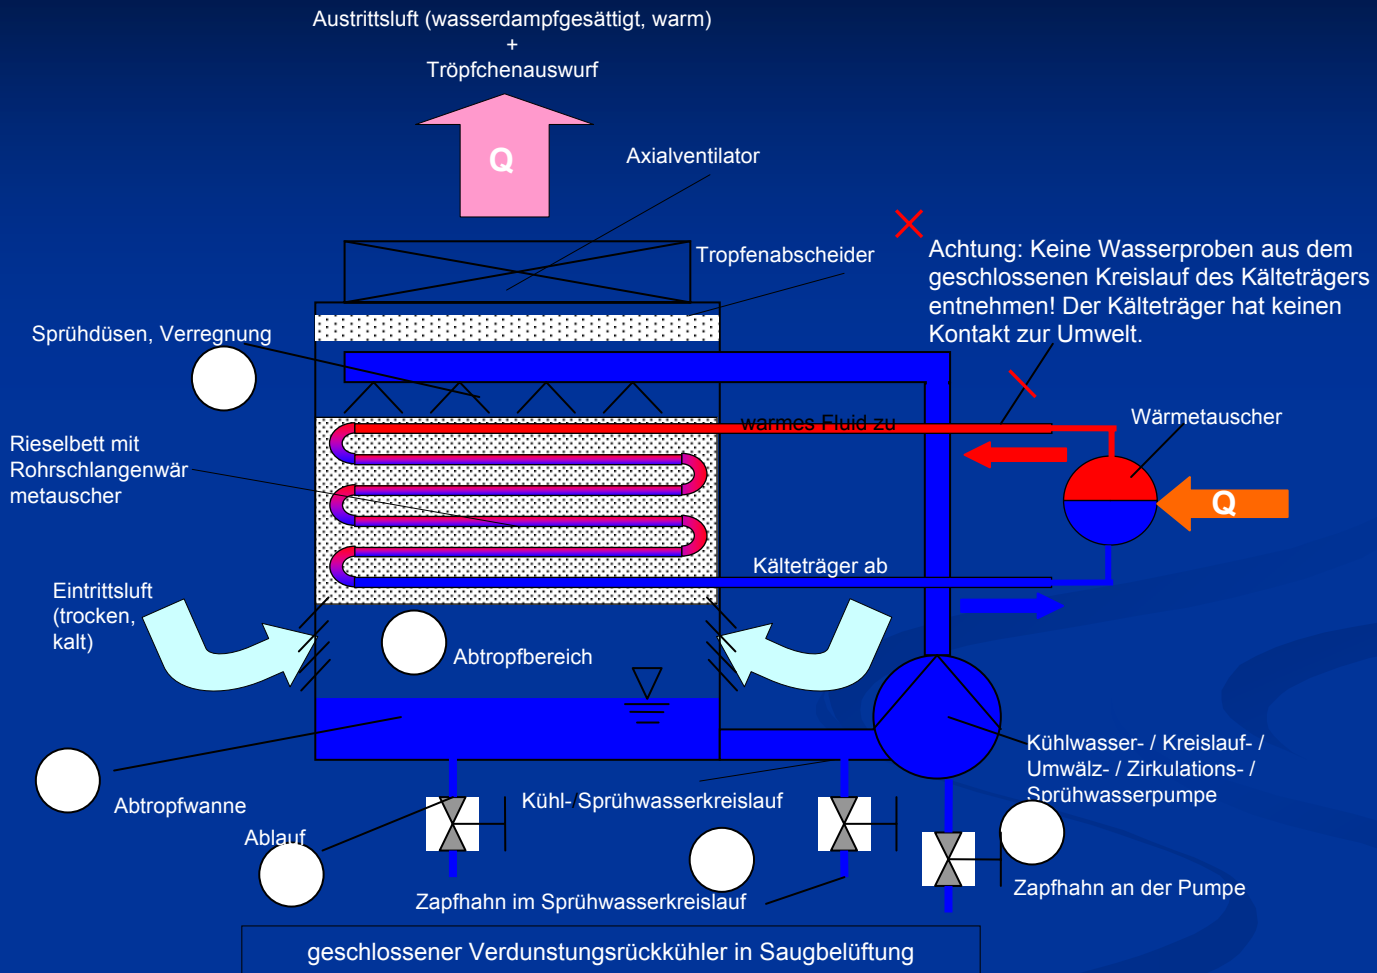 Austrittsluft (wasserdampfgesättigt, warm)
+
Tröpfchenauswurf
Q
Axialventilator
Tropfenabscheider
Achtung: Keine Wasserproben aus dem
geschlossenen Kreislauf des Kälteträgers
entnehmen! Der Kälteträger hat keinen
Kontakt zur Umwelt.
Sprühdüsen, Verregnung
warmes Fluid zu
Wärmetauscher
Rieselbett mit
Rohrschlangenwär
metauscher
Q
Kälteträger ab
Eintrittsluft
(trocken,
kalt)
Abtropfbereich
Kühlwasser- / Kreislauf- /
Umwälz- / Zirkulations- /
Sprühwasserpumpe
Abtropfwanne
Kühl-/Sprühwasserkreislauf
Ablauf
Zapfhahn im Sprühwasserkreislauf
Zapfhahn an der Pumpe
geschlossener Verdunstungsrückkühler in Saugbelüftung